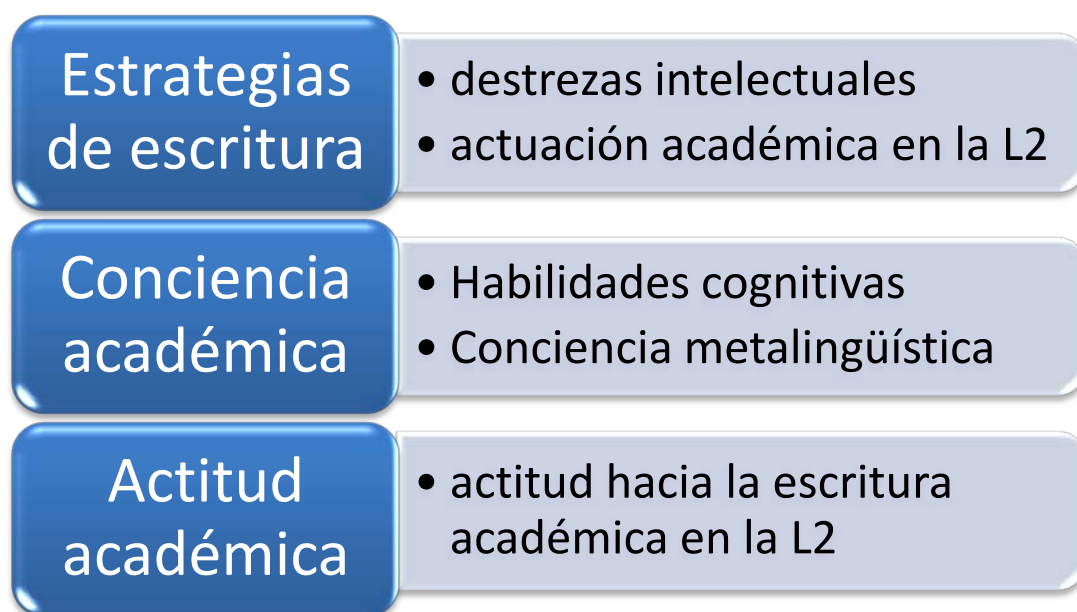 Estrategias
de escritura
• destrezas intelectuales
• actuación académica en la L2
Conciencia
académica
• Habilidades cognitivas
• Conciencia metalingüística
Actitud
académica
• actitud hacia la escritura
académica en la L2